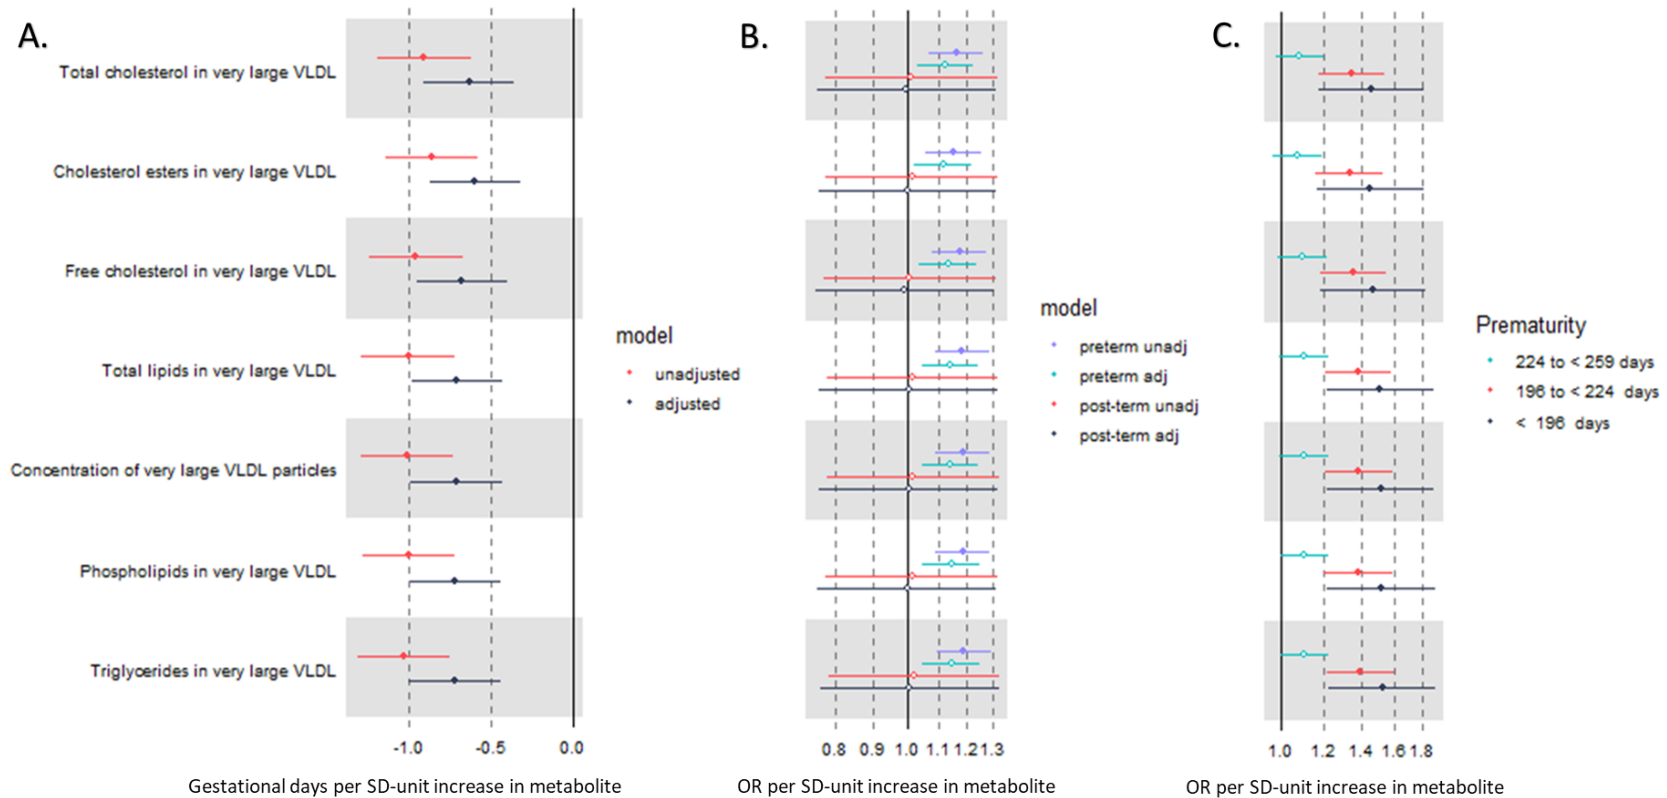 A.
B.
C.
Total cholesterol in very large VLDL
Cholesterol esters in very large VLDL
Free cholesterol in very large VLDL
Total lipids in very large VLDL
Concentration of very large VLDL particles
Phospholipids in very large VLDL
Triglycerides in very large VLDL
model
unadjusted
adjusted
model
preterm unadj
preterm adj
post-term unadj
post-term adj
Prematurity
224 to < 259 days
196 to < 224 days
< 196 days
-1.0 -0.5 0.0
0.8 0.9 1.0 1.1 1.2 1.3
1.0 1.2 1.4 1.6 1.8
Gestational days per SD-unit increase in metabolite
OR per SD-unit increase in metabolite
OR per SD-unit increase in metabolite